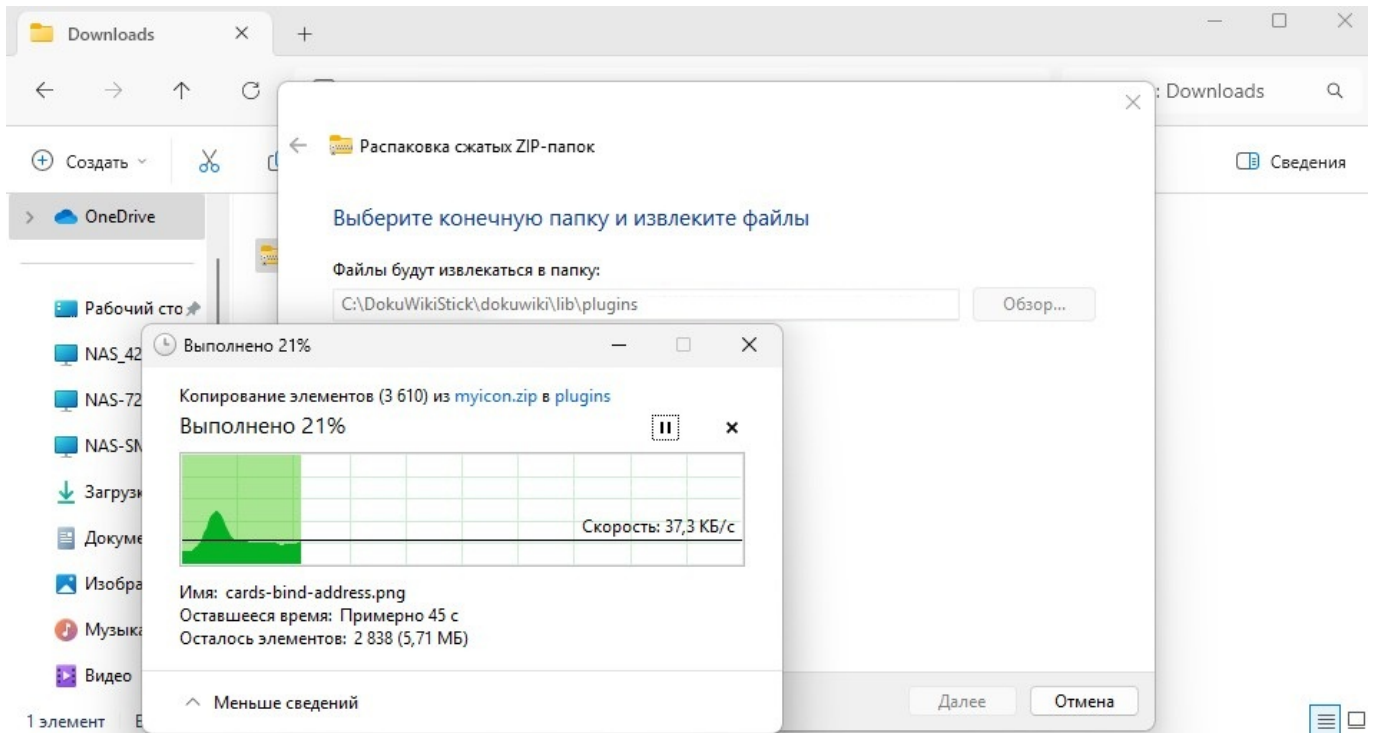 Downloads
: Downloads
Создать
Сведения
Распаковка сжатых ZIP-папок
OneDrive
Выберите конечную папку и извлеките файлы
Файлы будут извлекаться в папку:
C:\DokuWikiStick\dokuwiki\lib\plugins
Обзор...
Рабочий сто
NAS_42
NAS-72
NAS-SM
Загрузк
Докуме
Изобра
Музыка
Видео
Выполнено 21%
Копирование элементов (3 610) из myicon.zip в plugins
Выполнено 21%
Скорость: 37,3 КБ/с
Имя: cards-bind-address.png
Оставшееся время: Примерно 45 с
Осталось элементов: 2 838 (5,71 МБ)
Меньше сведений
Далее
Отмена
1 элемент